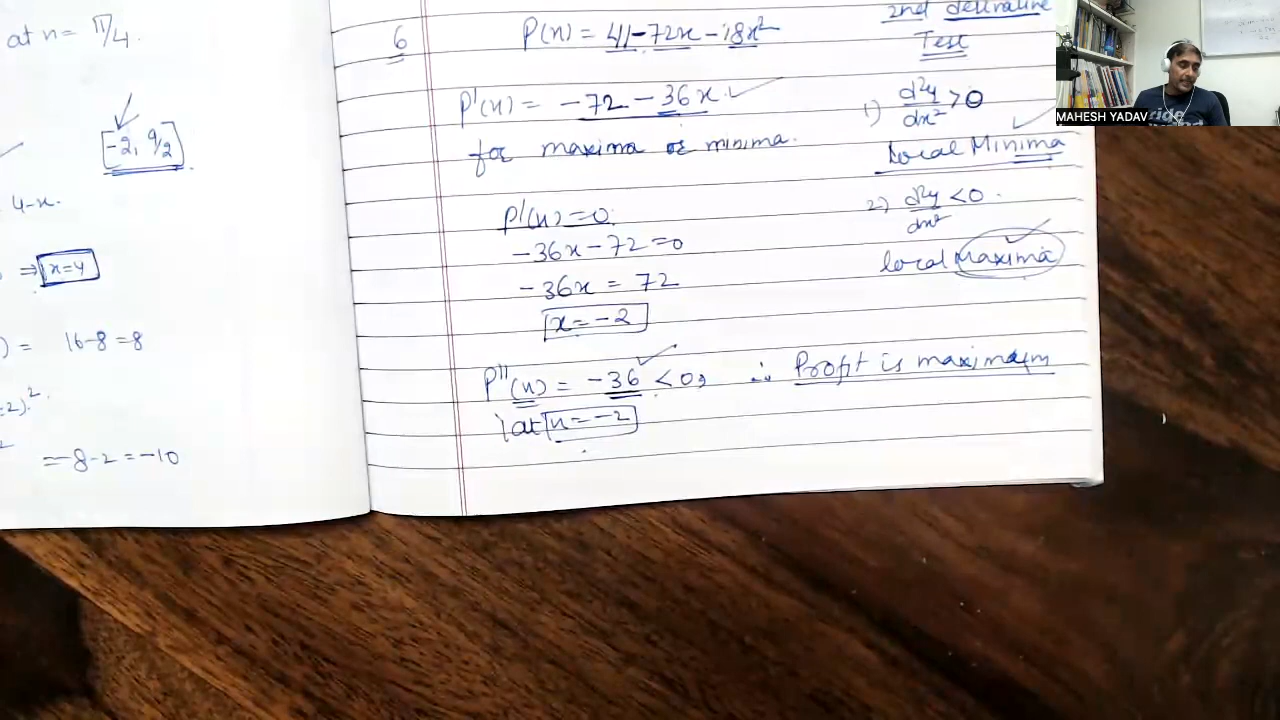 at n = π/4.
[-2, 9/2]
4-x.
⇒ x=4
) = 16-8 = 8
2).²
= -8-2 = -10
6
P(x) = 41-72x-18x²
P'(x) = -72-36x.
for maxima or minima.
P'(x) = 0.
-36x-72=0
-36x = 72
x = -2
P''(x) = -36 < 0, ∴ Profit is maximum
at x = -2
2nd derivative
Test
1) d²y/dx² > 0
Local Minima
2) d²y/dx² < 0.
local Maxima
MAHESH YADAV